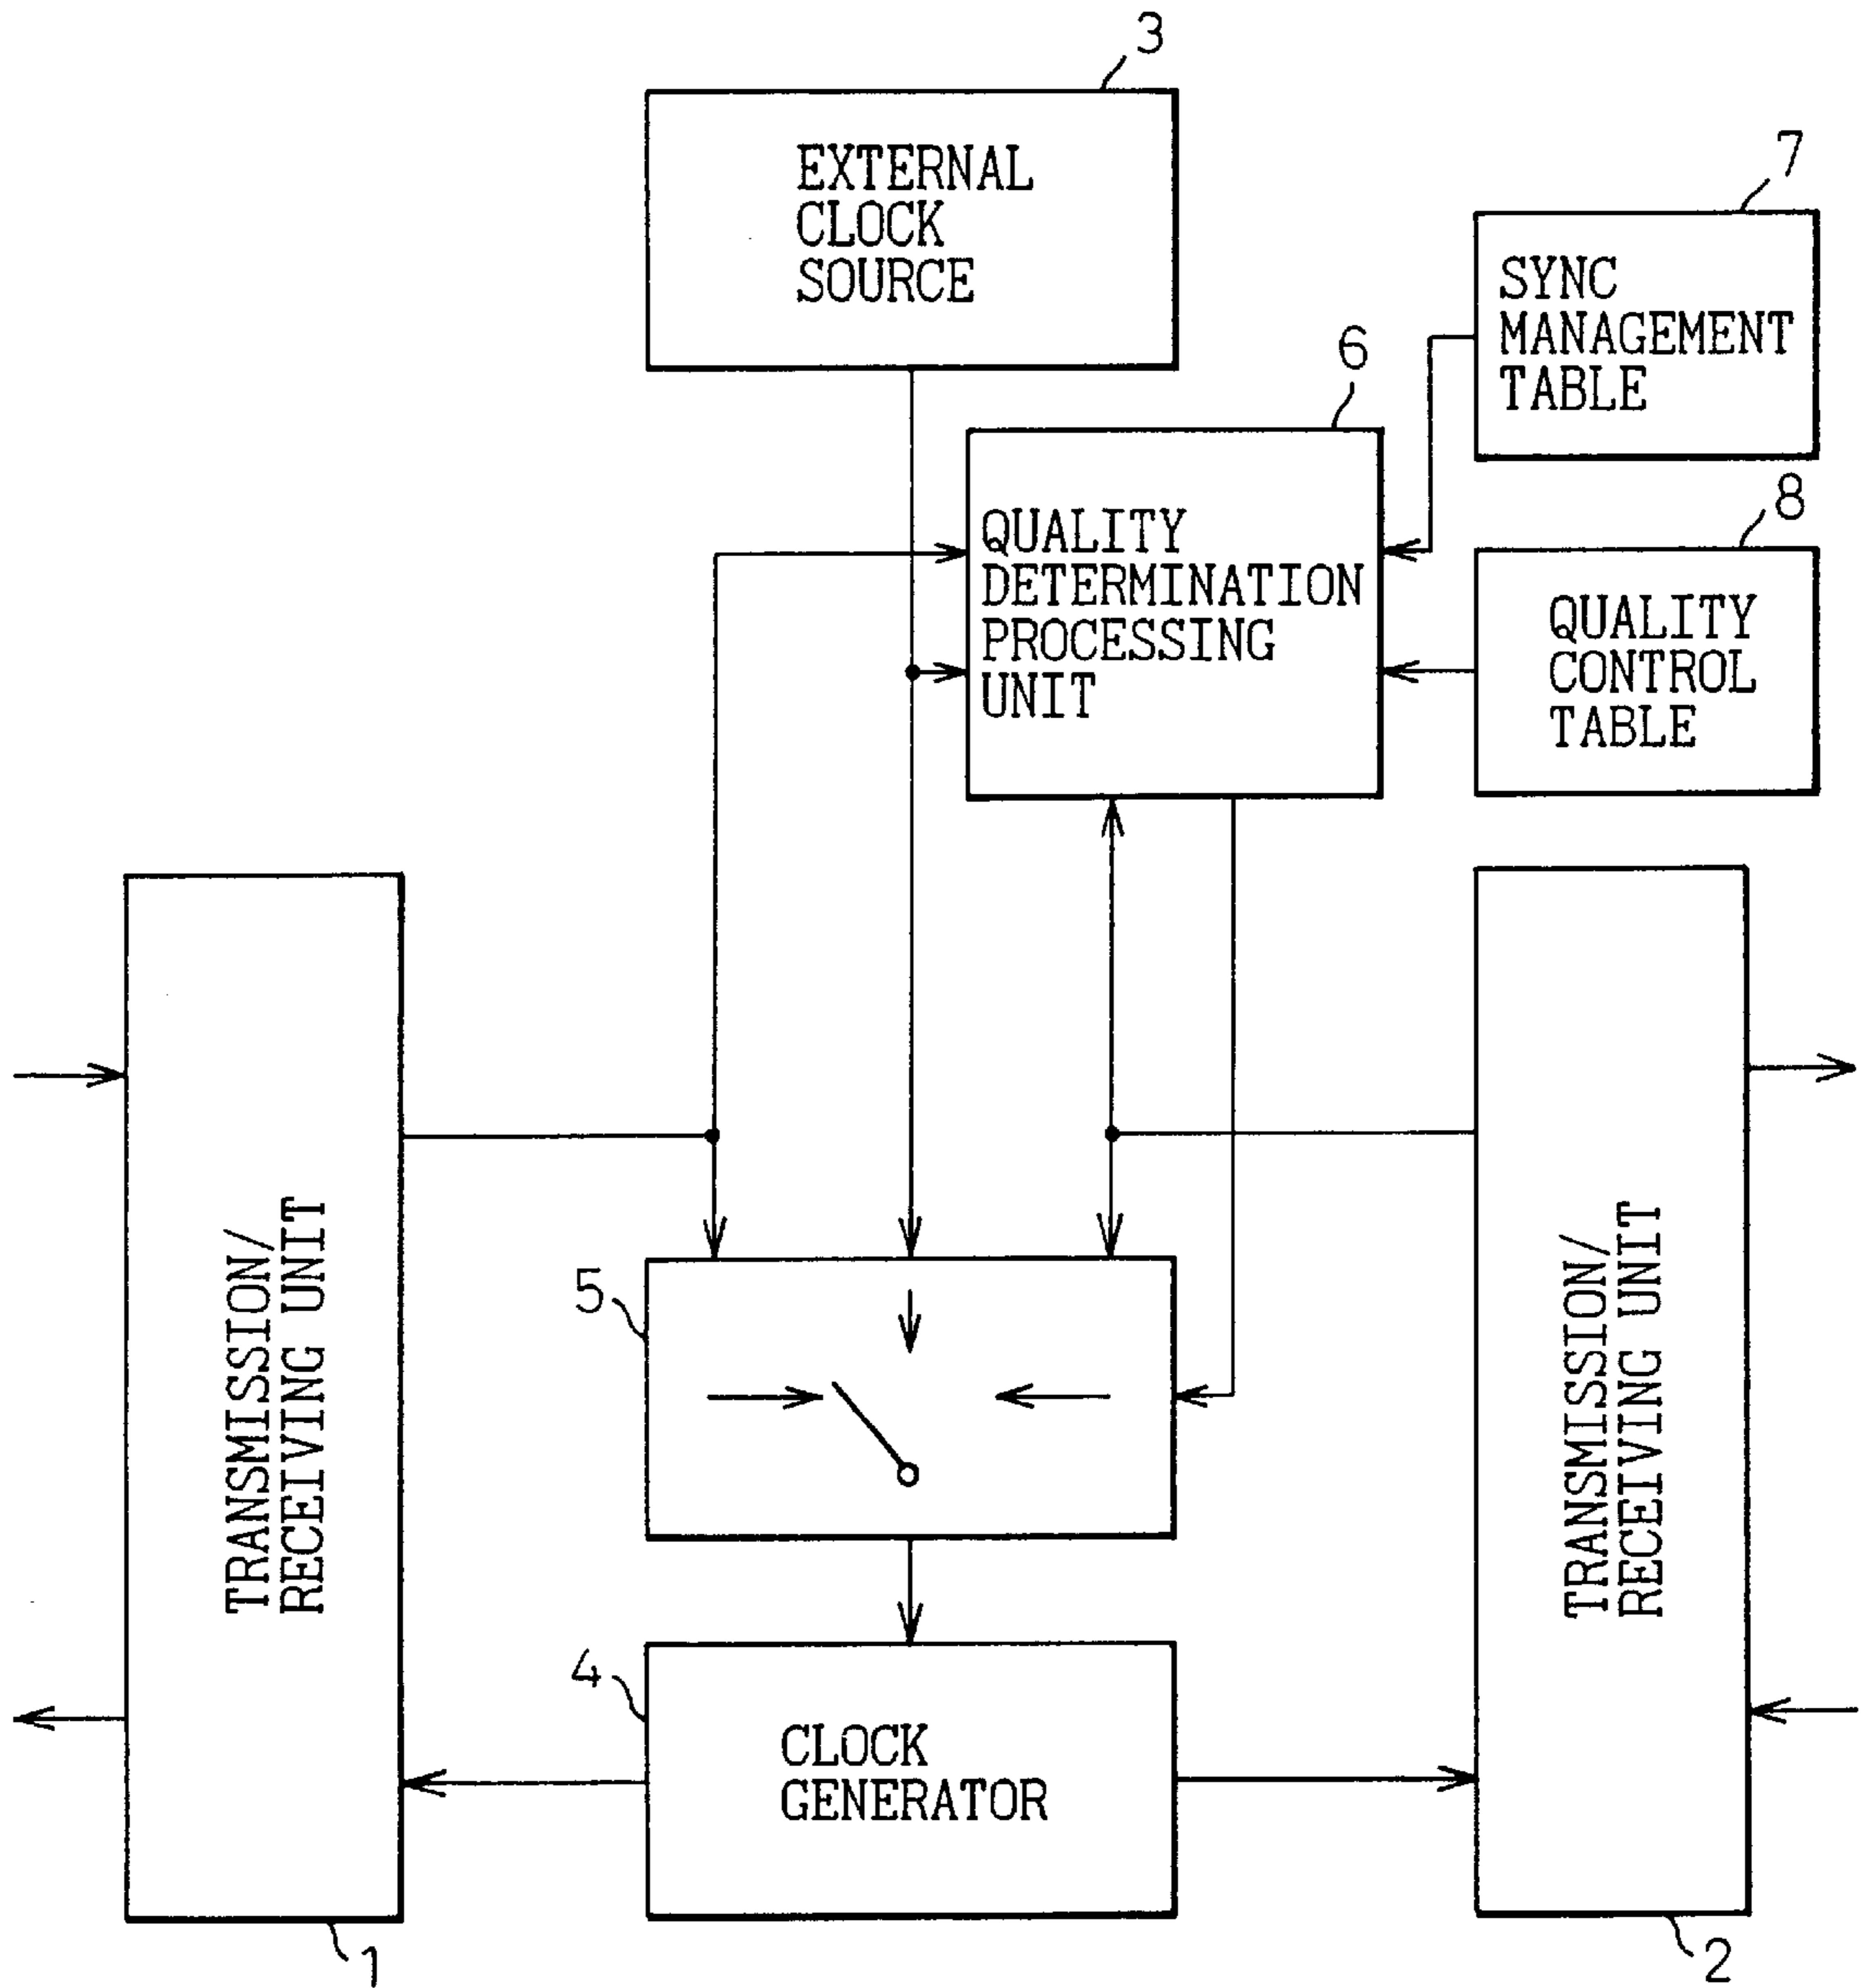 3
EXTERNAL
CLOCK
SOURCE
7
SYNC
MANAGEMENT
TABLE
6
QUALITY
DETERMINATION
PROCESSING
UNIT
8
QUALITY
CONTROL
TABLE
TRANSMISSION/
RECEIVING UNIT
1
5
4
CLOCK
GENERATOR
TRANSMISSION/
RECEIVING UNIT
2